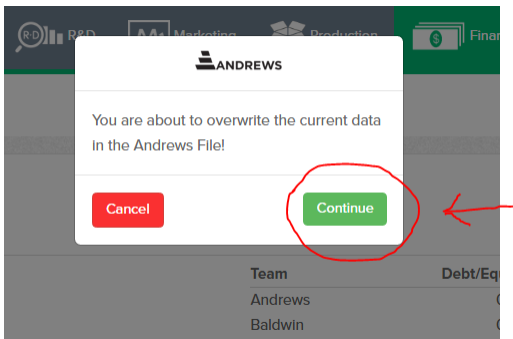 R&D Marketing Production Finan
ANDREWS
You are about to overwrite the current data
in the Andrews File!
Cancel Continue
Team Debt/Equ
Andrews
Baldwin